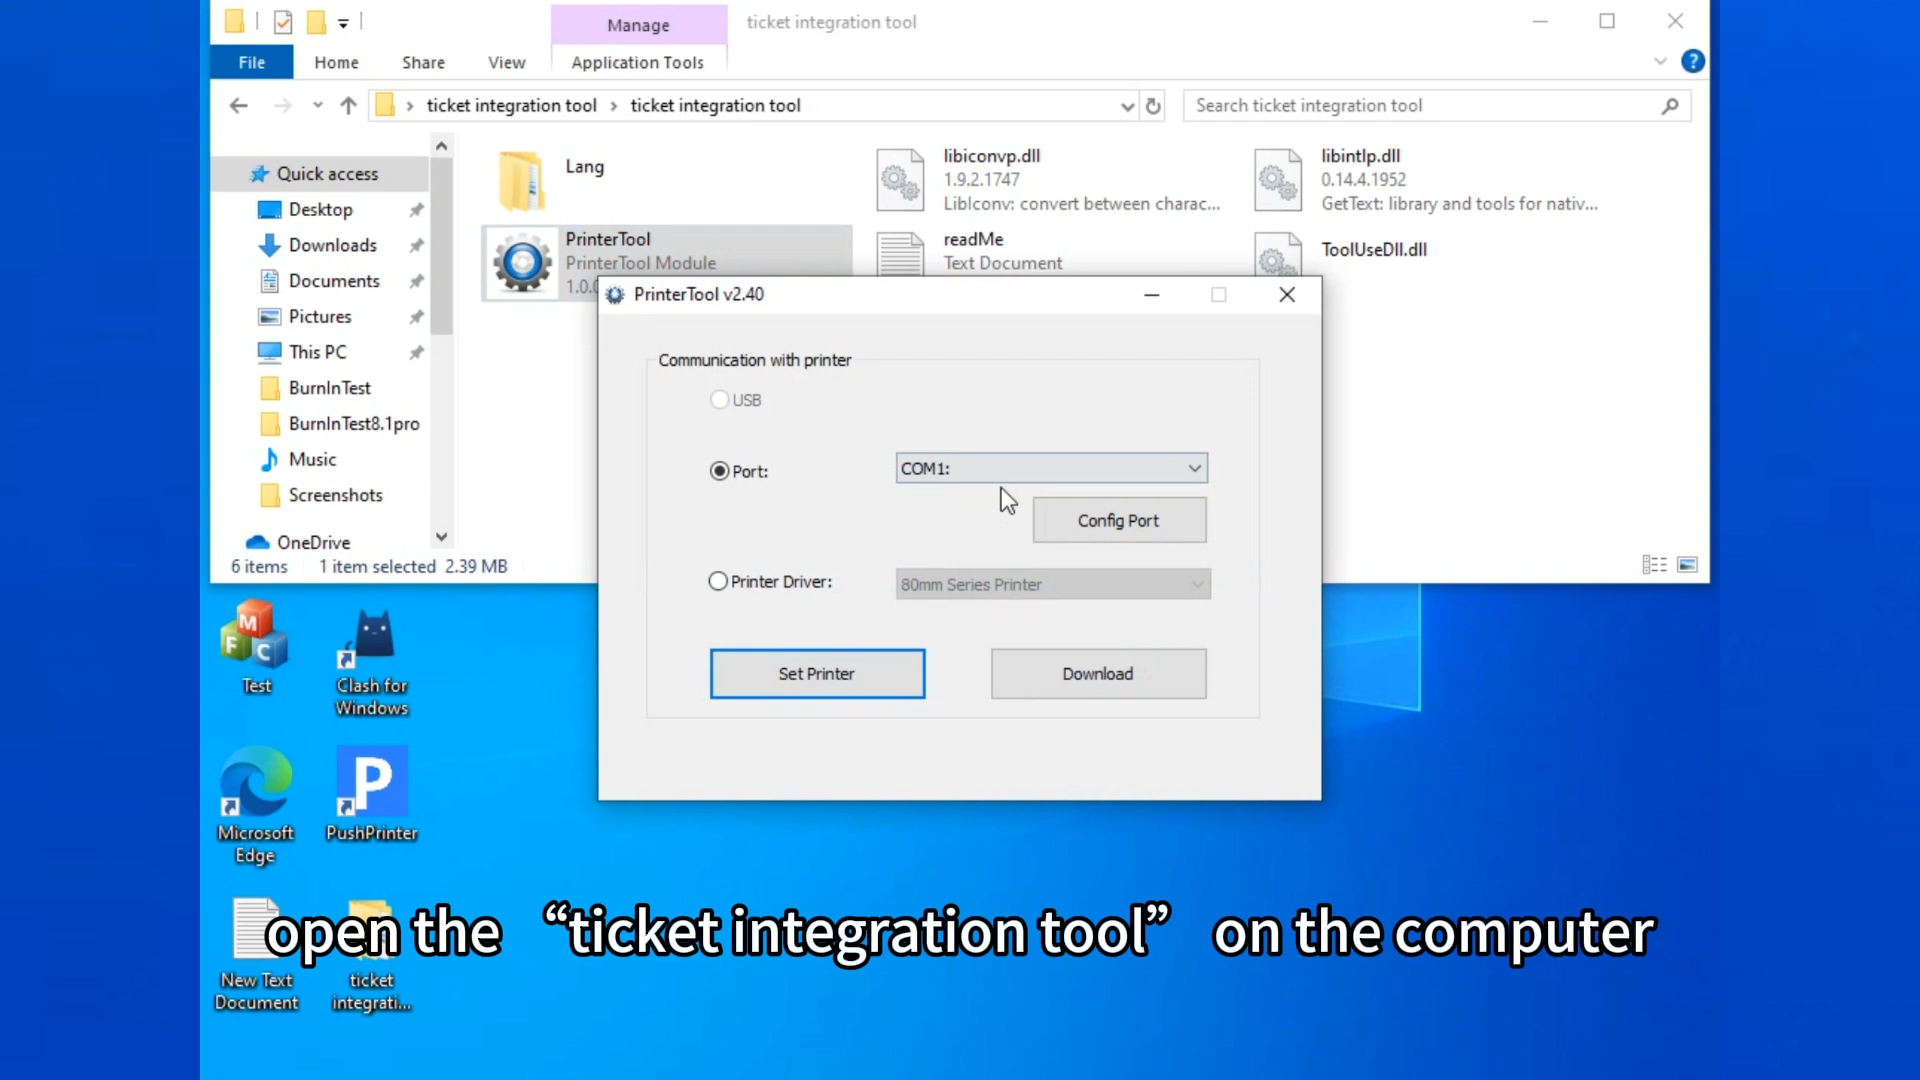 Manage
ticket integration tool
File
Home
Share
View
Application Tools
?
ticket integration tool
ticket integration tool
Search ticket integration tool
Quick access
Desktop
Downloads
Documents
Pictures
This PC
BurnInTest
BurnInTest8.1pro
Music
Screenshots
OneDrive
6 items
1 item selected 2.39 MB
Lang
libiconvp.dll
1.9.2.1747
LibIconv: convert between charac...
libintlp.dll
0.14.4.1952
GetText: library and tools for nativ...
PrinterTool
PrinterTool Module
1.0.0
readMe
Text Document
ToolUseDll.dll
PrinterTool v2.40
Communication with printer
USB
Port:
COM1:
Config Port
Printer Driver:
80mm Series Printer
Set Printer
Download
M
F
C
Test
Clash for
Windows
Microsoft
Edge
P
PushPrinter
New Text
Document
ticket
integrati...
open the “ticket integration tool” on the computer